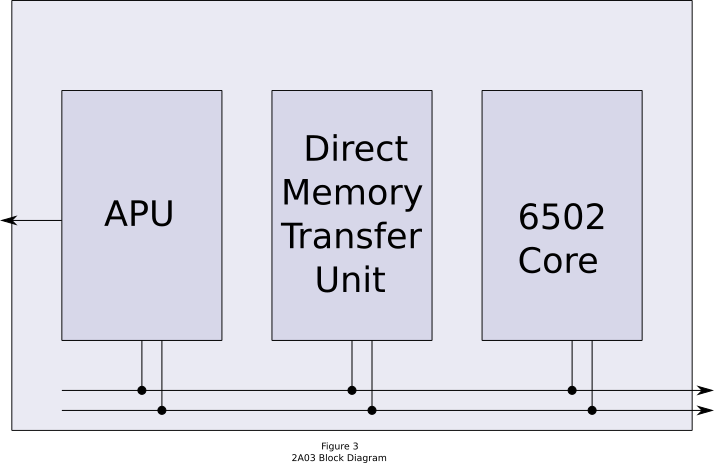 APU
Direct
Memory
Transfer
Unit
6502
Core
Figure 3
2A03 Block Diagram